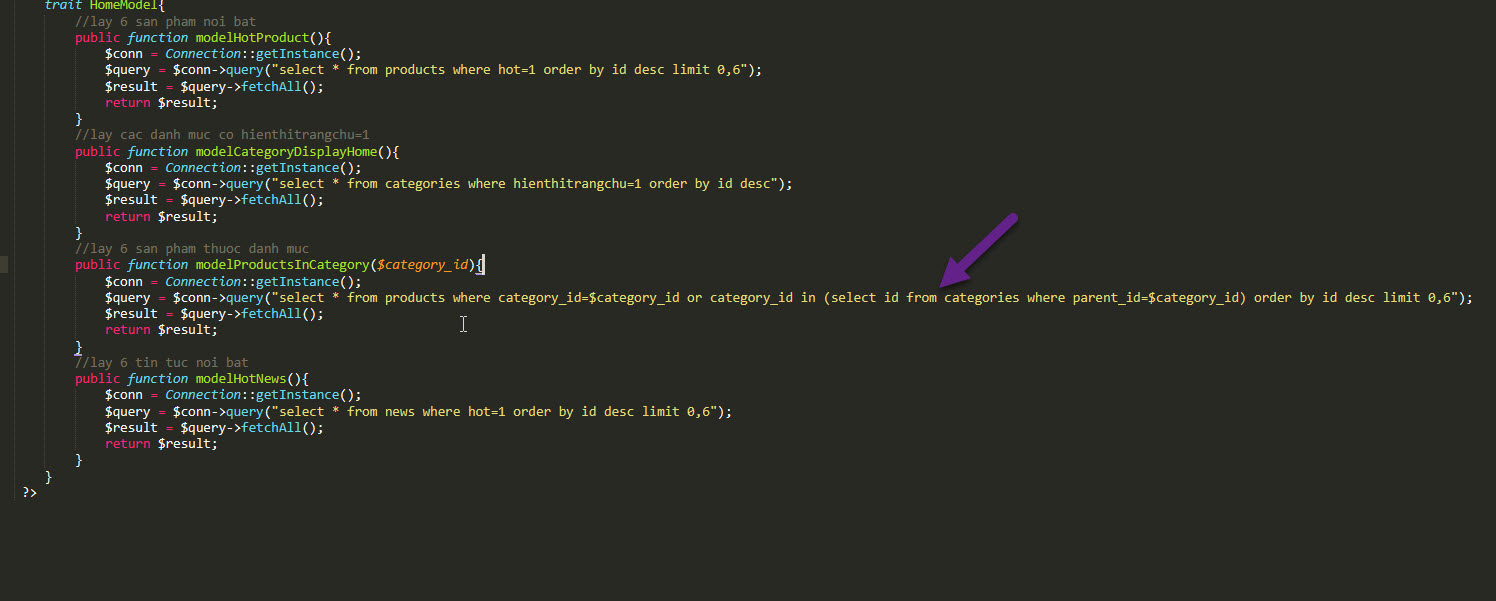 trait HomeModel{
//lay 6 san pham noi bat
public function modelHotProduct(){
$conn = Connection::getInstance();
$query = $conn->query("select * from products where hot=1 order by id desc limit 0,6");
$result = $query->fetchAll();
return $result;
}
//lay cac danh muc co hienthitrangchu=1
public function modelCategoryDisplayHome(){
$conn = Connection::getInstance();
$query = $conn->query("select * from categories where hienthitrangchu=1 order by id desc");
$result = $query->fetchAll();
return $result;
}
//lay 6 san pham thuoc danh muc
public function modelProductsInCategory($category_id){
$conn = Connection::getInstance();
$query = $conn->query("select * from products where category_id=$category_id or category_id in (select id from categories where parent_id=$category_id) order by id desc limit 0,6");
$result = $query->fetchAll();
return $result;
}
//lay 6 tin tuc noi bat
public function modelHotNews(){
$conn = Connection::getInstance();
$query = $conn->query("select * from news where hot=1 order by id desc limit 0,6");
$result = $query->fetchAll();
return $result;
}
}
?>